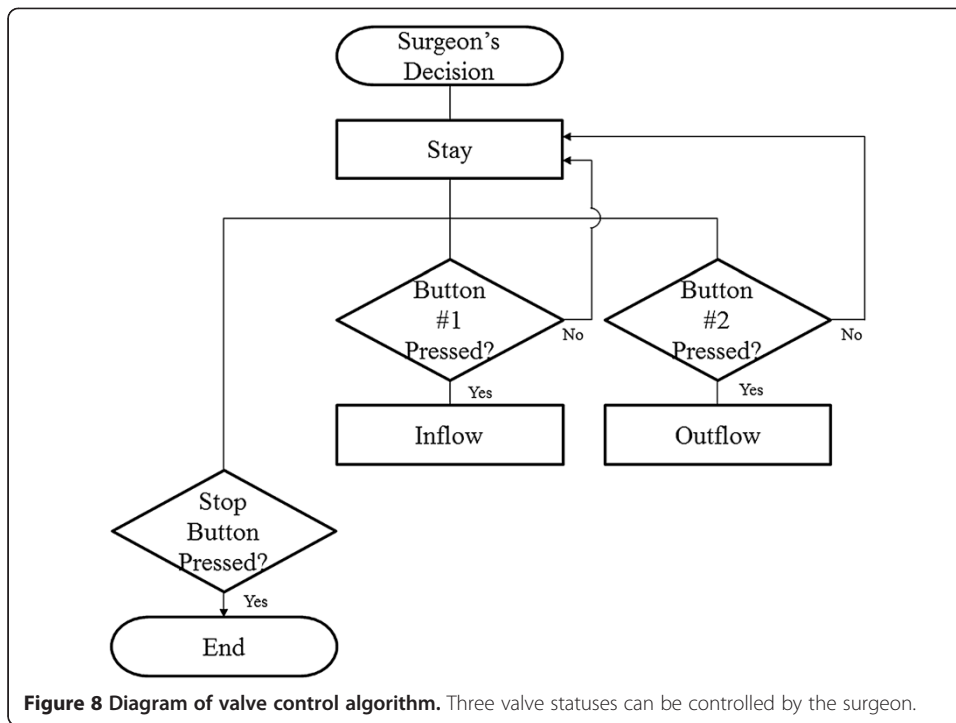 Surgeon's
Decision
Stay
Button
#1
Pressed?
No
Yes
Inflow
Button
#2
Pressed?
No
Yes
Outflow
Stop
Button
Pressed?
Yes
End
Figure 8 Diagram of valve control algorithm. Three valve statuses can be controlled by the surgeon.